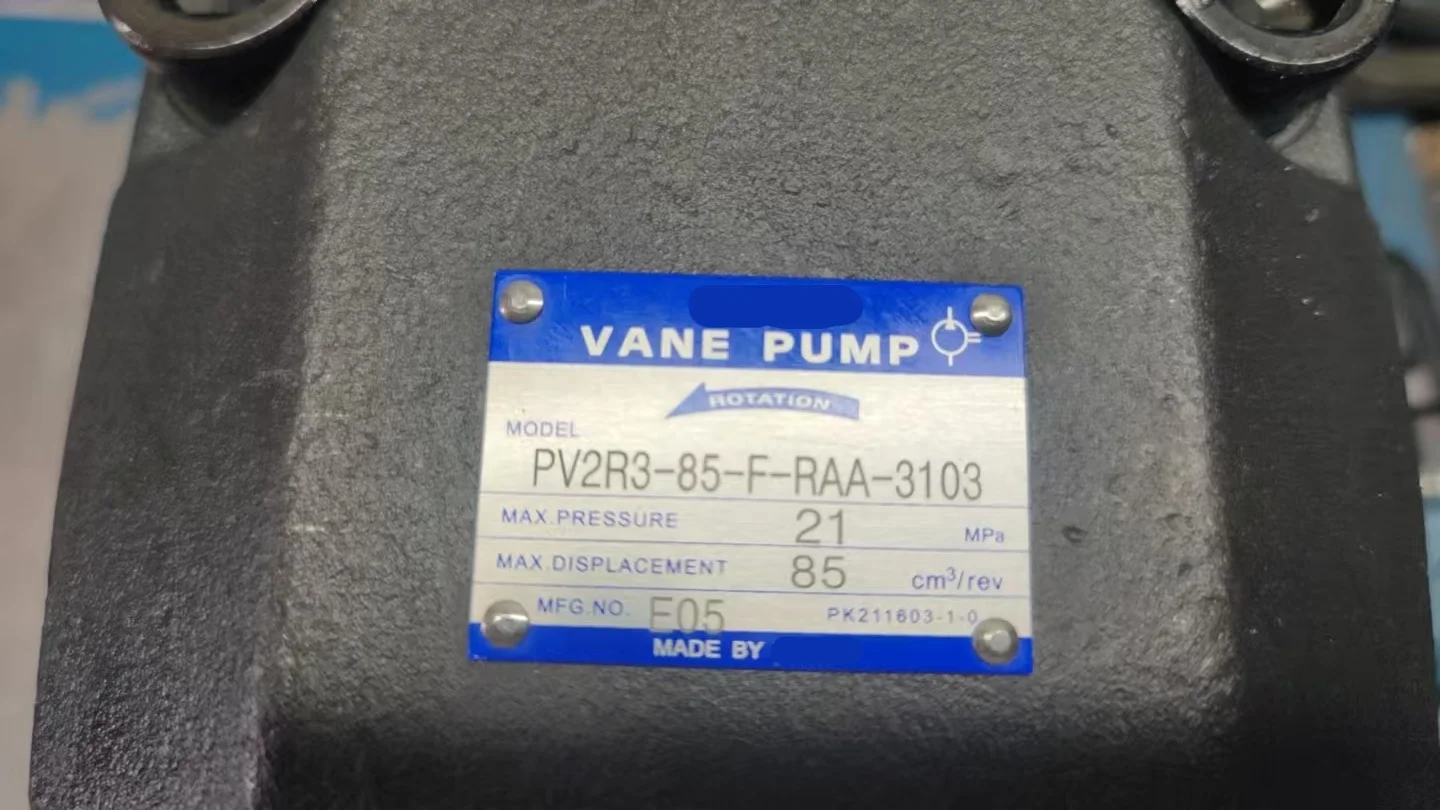 VANE PUMP
ROTATION
MODEL
PV2R3-85-F-RAA-3103
MAX.PRESSURE 21 MPa
MAX.DISPLACEMENT 85 cm³/rev
MFG.NO. E05 PK211603-1-0
MADE BY